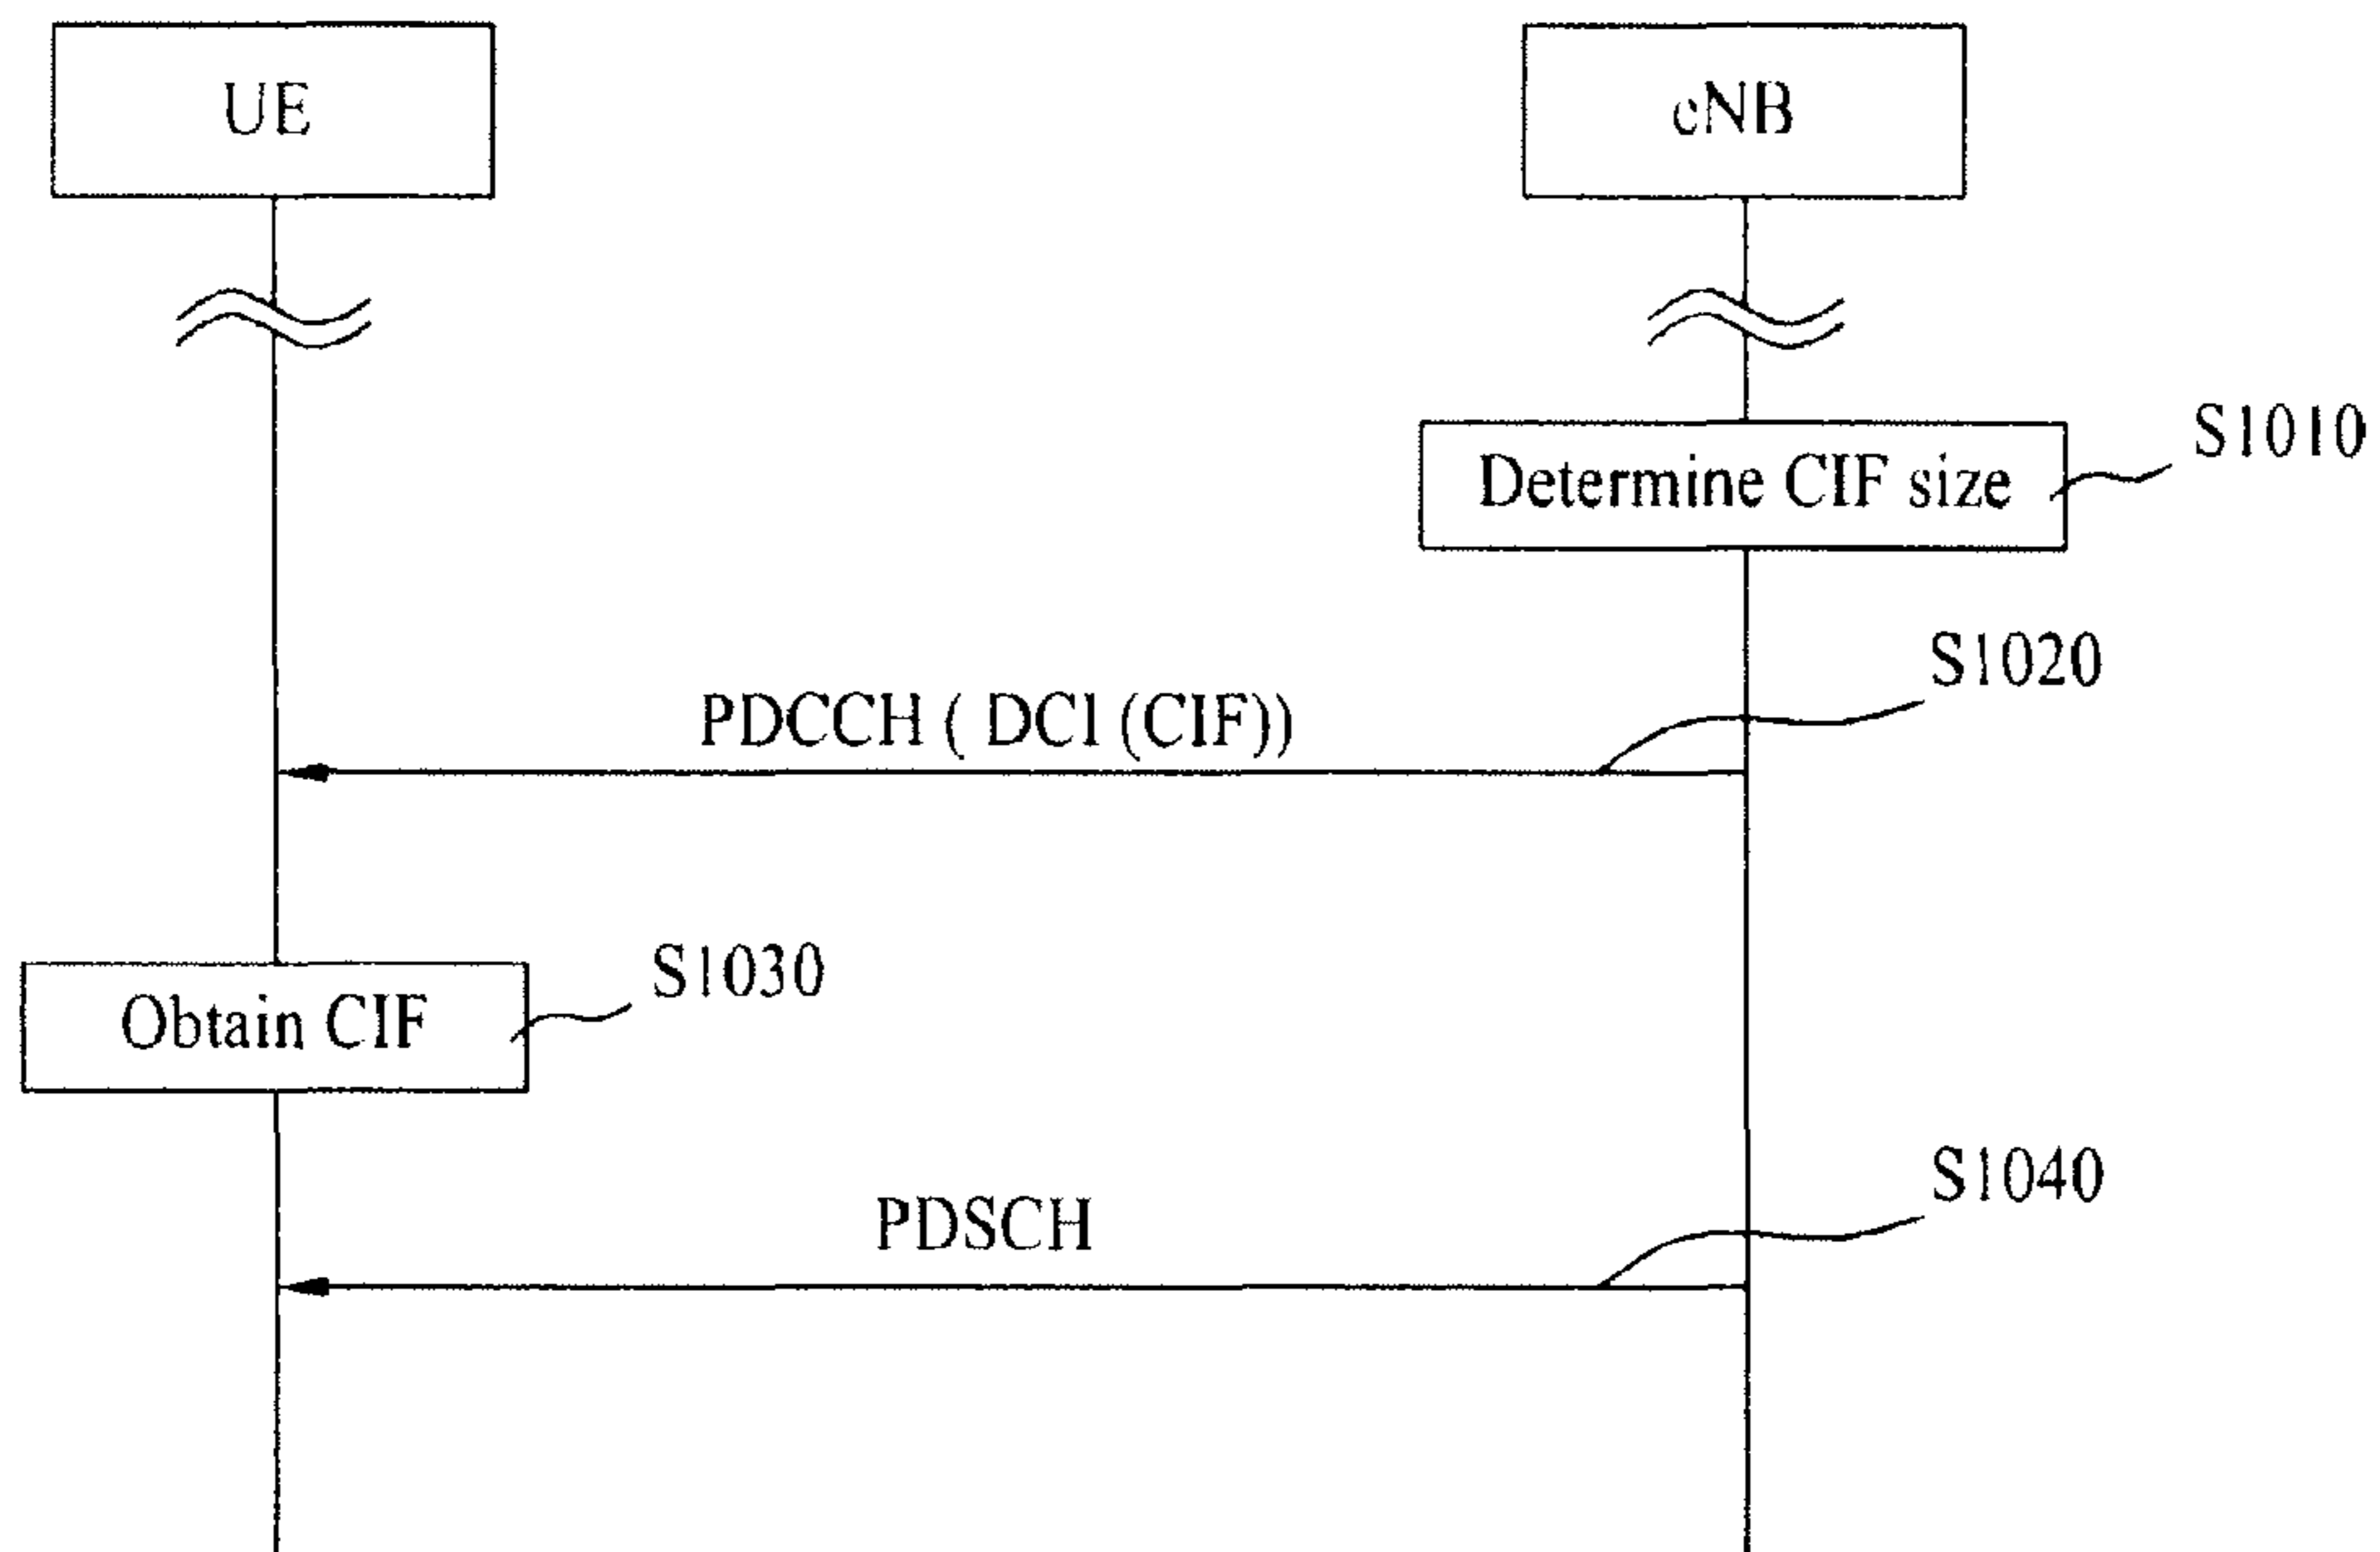 UE
eNB
Determine CIF size
S1010
S1020
PDCCH ( DCI (CIF))
Obtain CIF
S1030
S1040
PDSCH